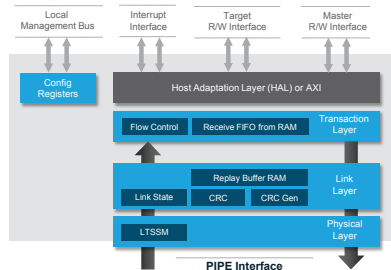 Local
Management Bus
Interrupt
Interface
Target
R/W Interface
Master
R/W Interface
Config
Registers
Host Adaptation Layer (HAL) or AXI
Flow Control
Receive FIFO from RAM
Transaction
Layer
Replay Buffer RAM
Link State
CRC
CRC Gen
Link
Layer
LTSSM
Physical
Layer
PIPE Interface